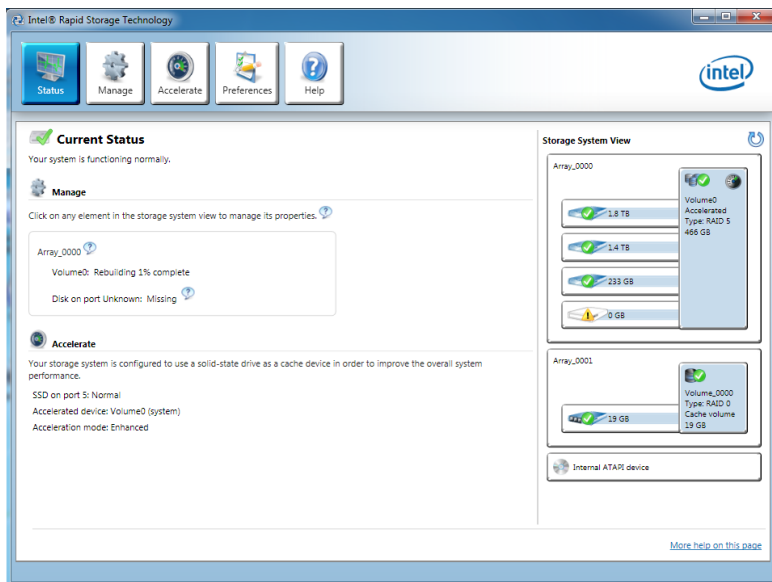 Intel® Rapid Storage Technology
Status
Manage
Accelerate
Preferences
Help
intel
Current Status
Your system is functioning normally.
Manage
Click on any element in the storage system view to manage its properties.
Array_0000
Volume0: Rebuilding 1% complete
Disk on port Unknown: Missing
Accelerate
Your storage system is configured to use a solid-state drive as a cache device in order to improve the overall system
performance.
SSD on port 5: Normal
Accelerated device: Volume0 (system)
Acceleration mode: Enhanced
Storage System View
Array_0000
1.8 TB
1.4 TB
233 GB
0 GB
Volume0
Accelerated
Type: RAID 5
466 GB
Array_0001
19 GB
Volume_0000
Type: RAID 0
Cache volume
19 GB
Internal ATAPI device
More help on this page